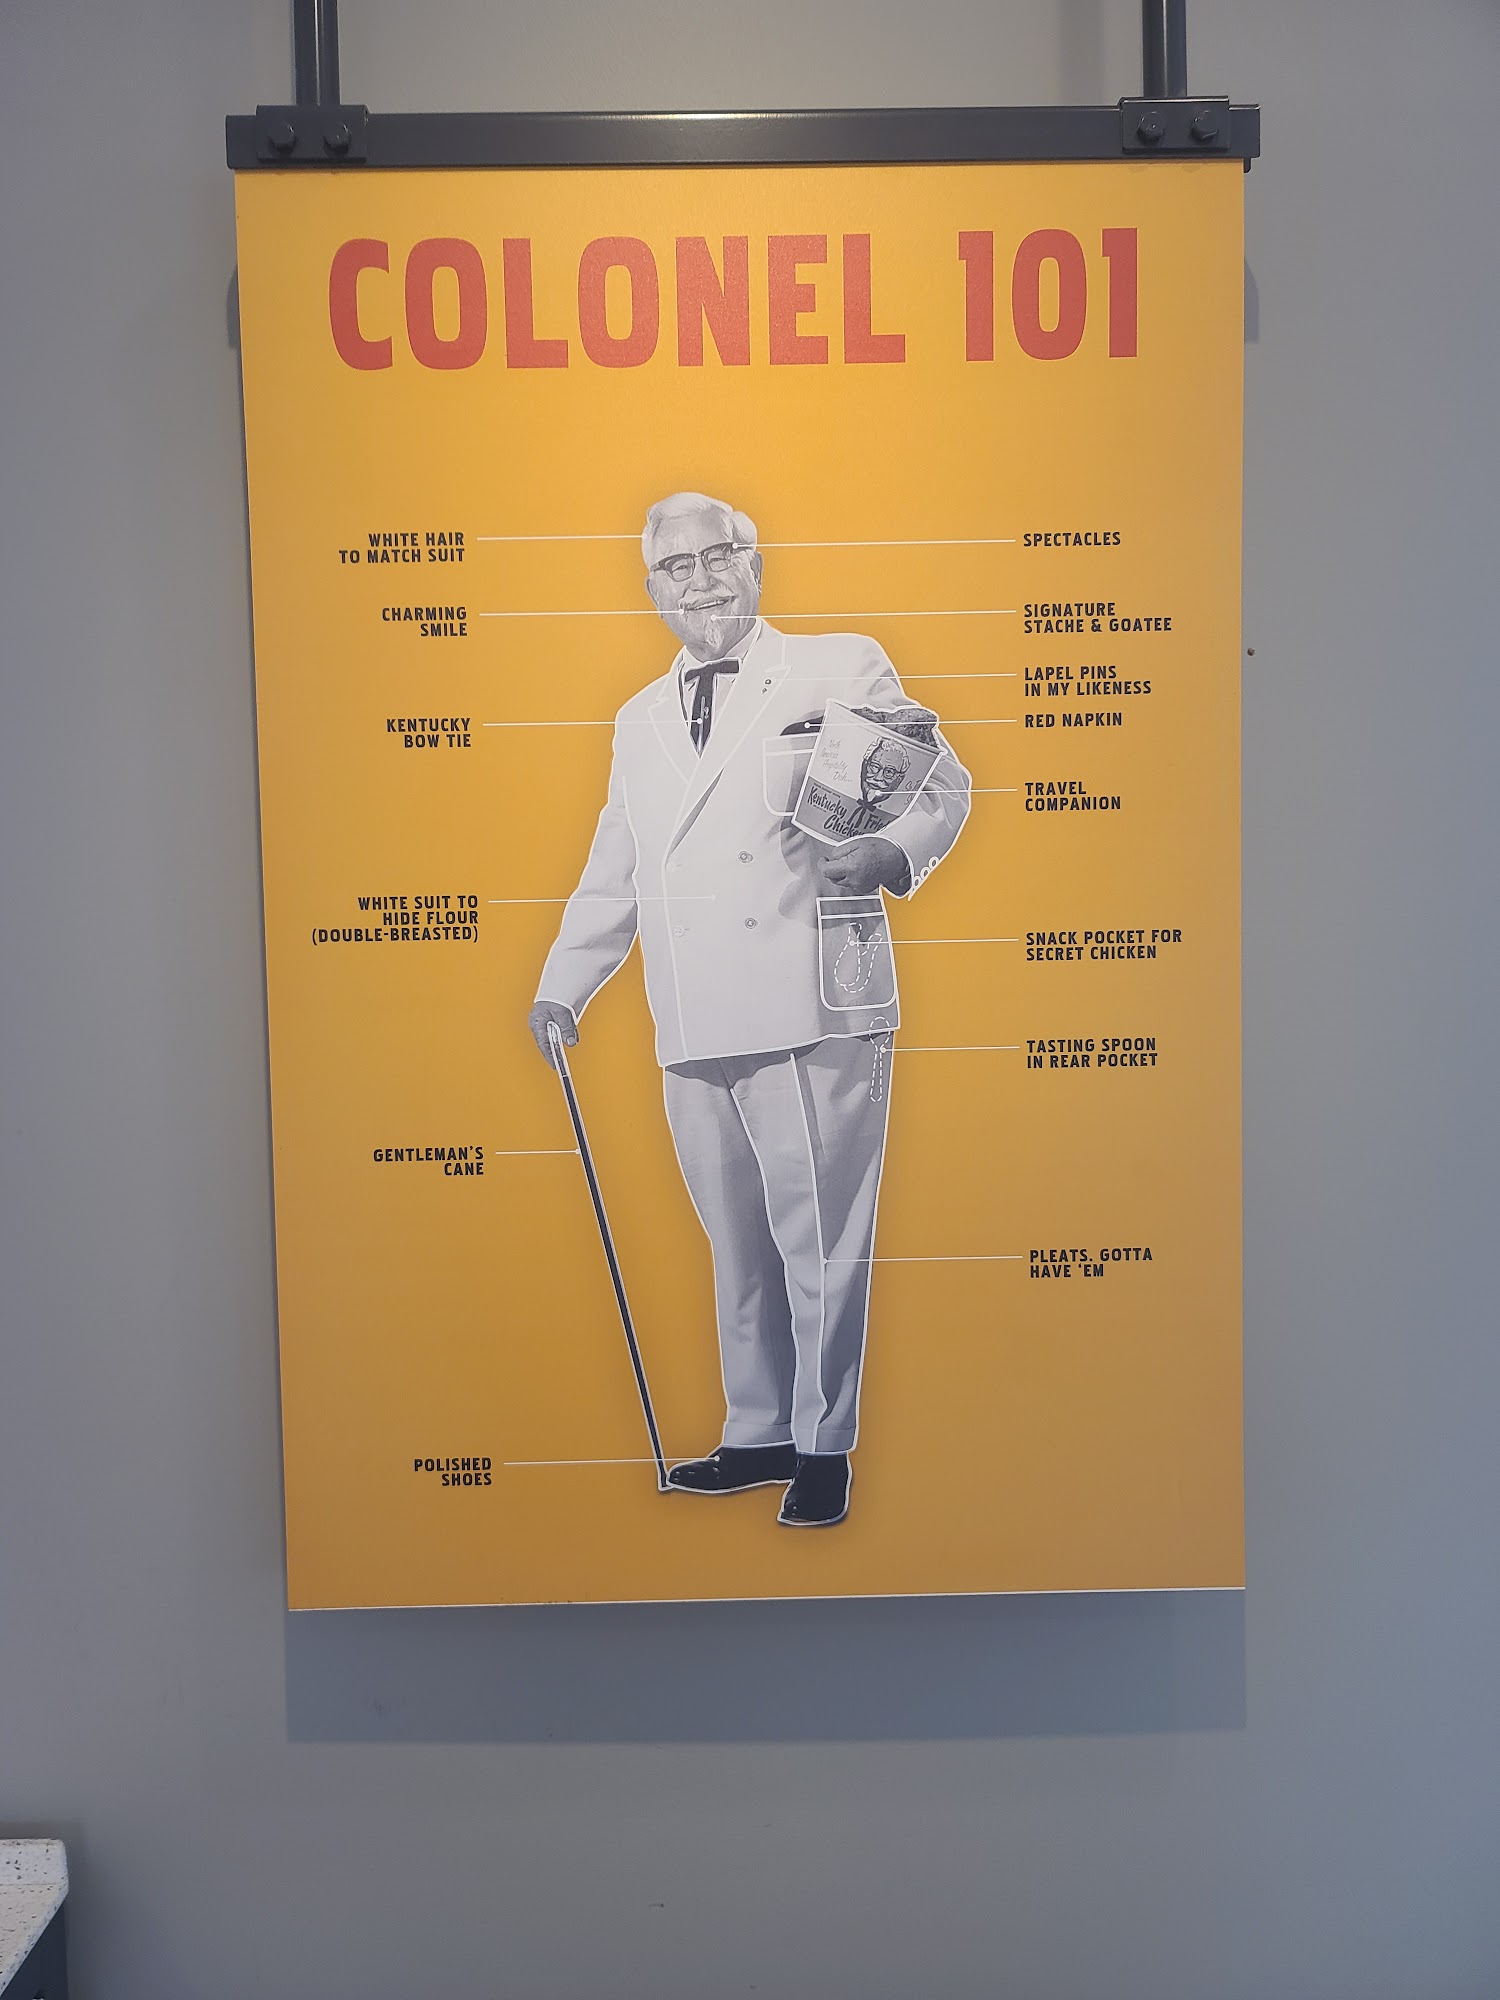 COLONEL 101
WHITE HAIR
TO MATCH SUIT
SPECTACLES
CHARMING
SMILE
SIGNATURE
STACHE & GOATEE
LAPEL PINS
IN MY LIKENESS
KENTUCKY
BOW TIE
RED NAPKIN
TRAVEL
COMPANION
Kentucky
Fried
Chicken
WHITE SUIT TO
HIDE FLOUR
(DOUBLE-BREASTED)
SNACK POCKET FOR
SECRET CHICKEN
TASTING SPOON
IN REAR POCKET
GENTLEMAN'S
CANE
PLEATS. GOTTA
HAVE 'EM
POLISHED
SHOES